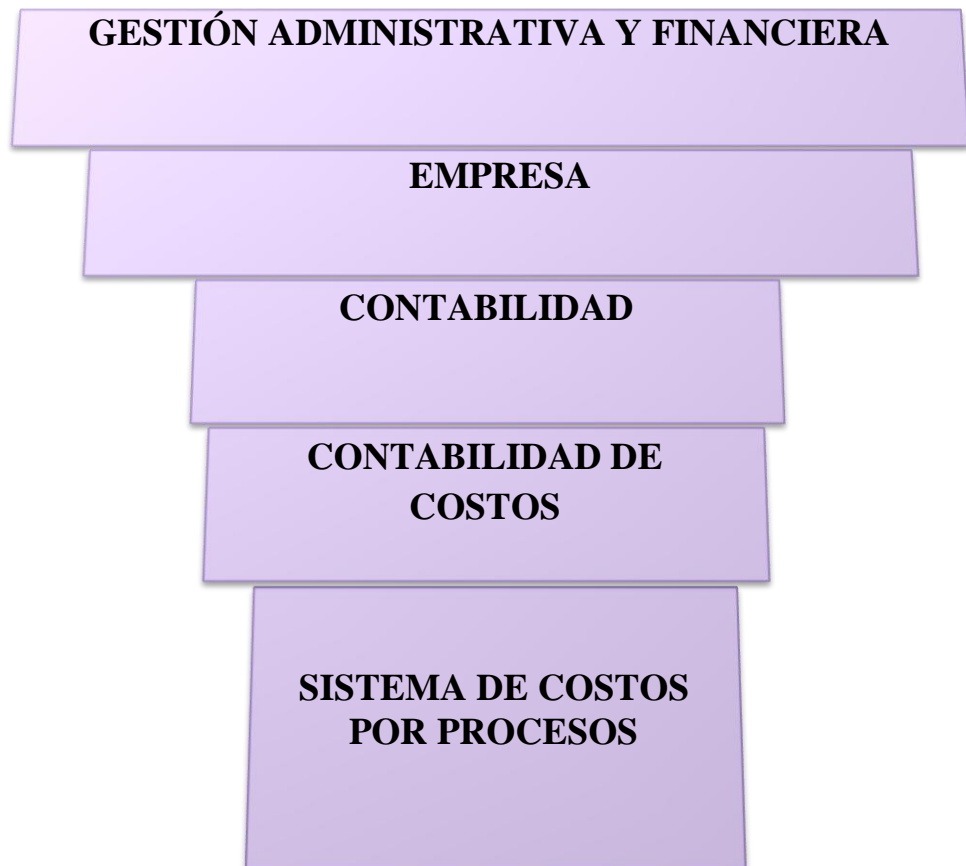 GESTIÓN ADMINISTRATIVA Y FINANCIERA
EMPRESA
CONTABILIDAD
CONTABILIDAD DE
COSTOS
SISTEMA DE COSTOS
POR PROCESOS